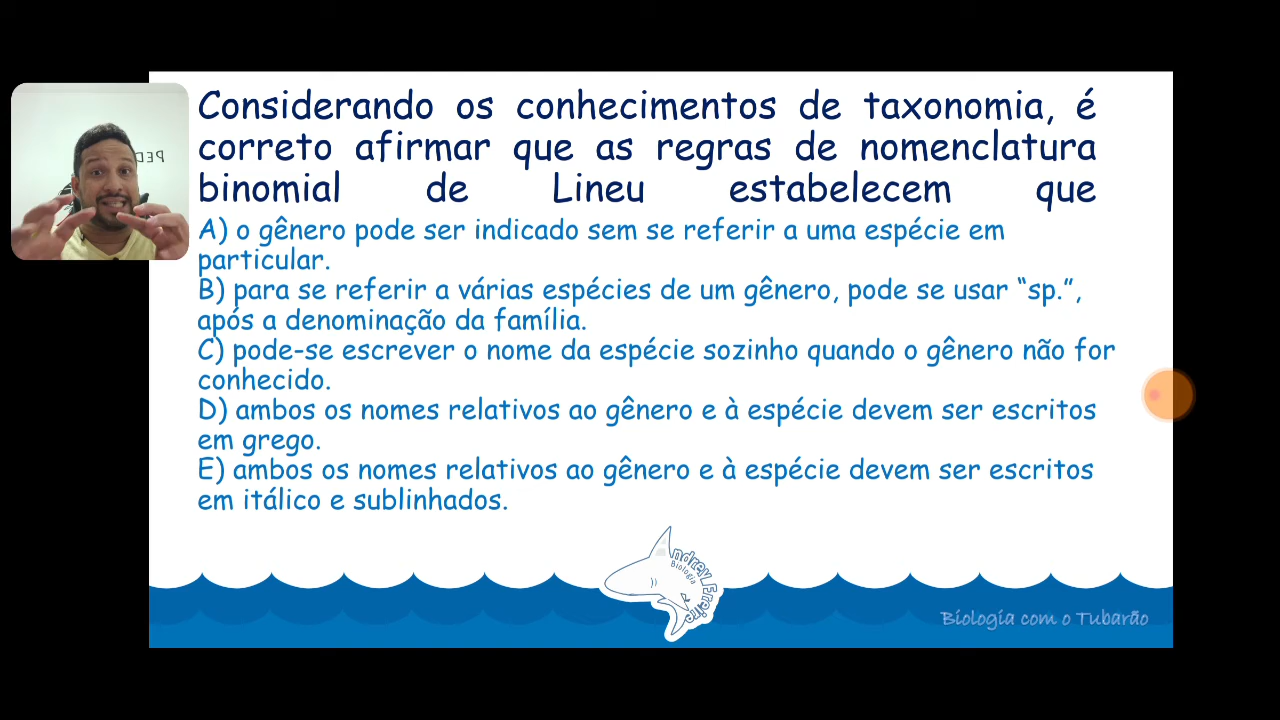 Considerando os conhecimentos de taxonomia, é
correto afirmar que as regras de nomenclatura
binomial de Lineu estabelecem que
A) o gênero pode ser indicado sem se referir a uma espécie em
particular.
B) para se referir a várias espécies de um gênero, pode se usar “sp.”,
após a denominação da família.
C) pode-se escrever o nome da espécie sozinho quando o gênero não for
conhecido.
D) ambos os nomes relativos ao gênero e à espécie devem ser escritos
em grego.
E) ambos os nomes relativos ao gênero e à espécie devem ser escritos
em itálico e sublinhados.
Andrey Freire
Biologia
Biologia com o Tubarão